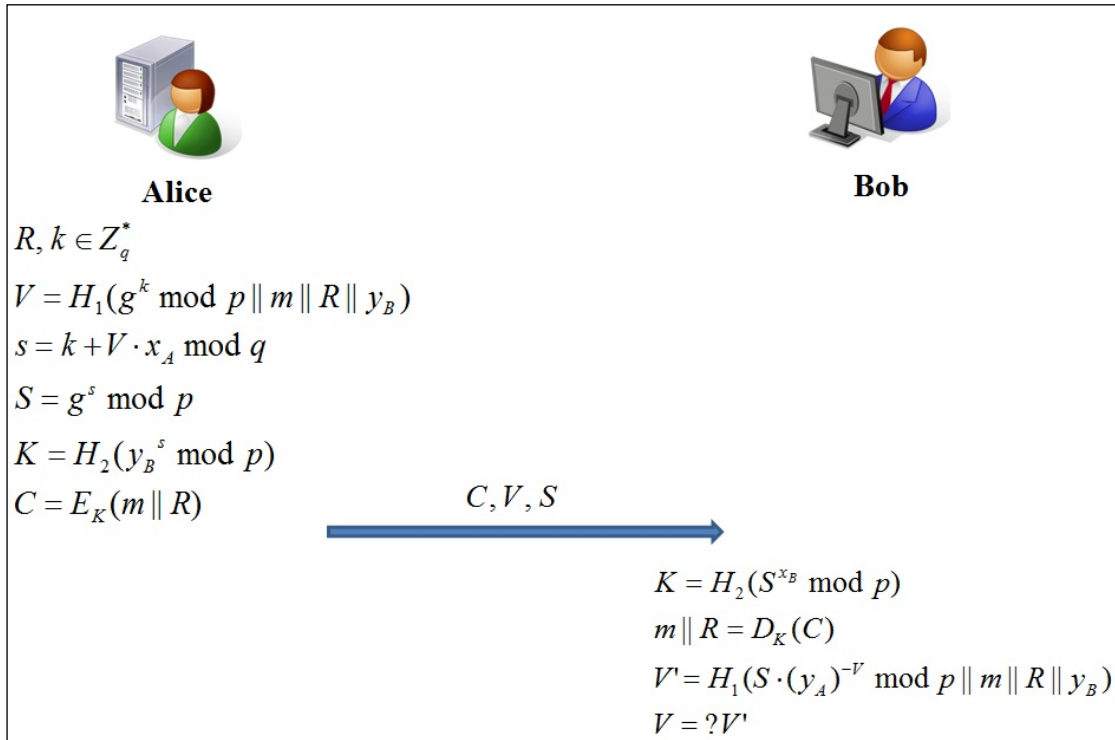 Alice
Bob
R, k ∈ Z_q^*
V = H_1(g^k mod p || m || R || y_B)
s = k + V · x_A mod q
S = g^s mod p
K = H_2(y_B^s mod p)
C = E_K(m || R)
C, V, S
K = H_2(S^{x_B} mod p)
m || R = D_K(C)
V' = H_1(S · (y_A)^{-V} mod p || m || R || y_B)
V = ?V'